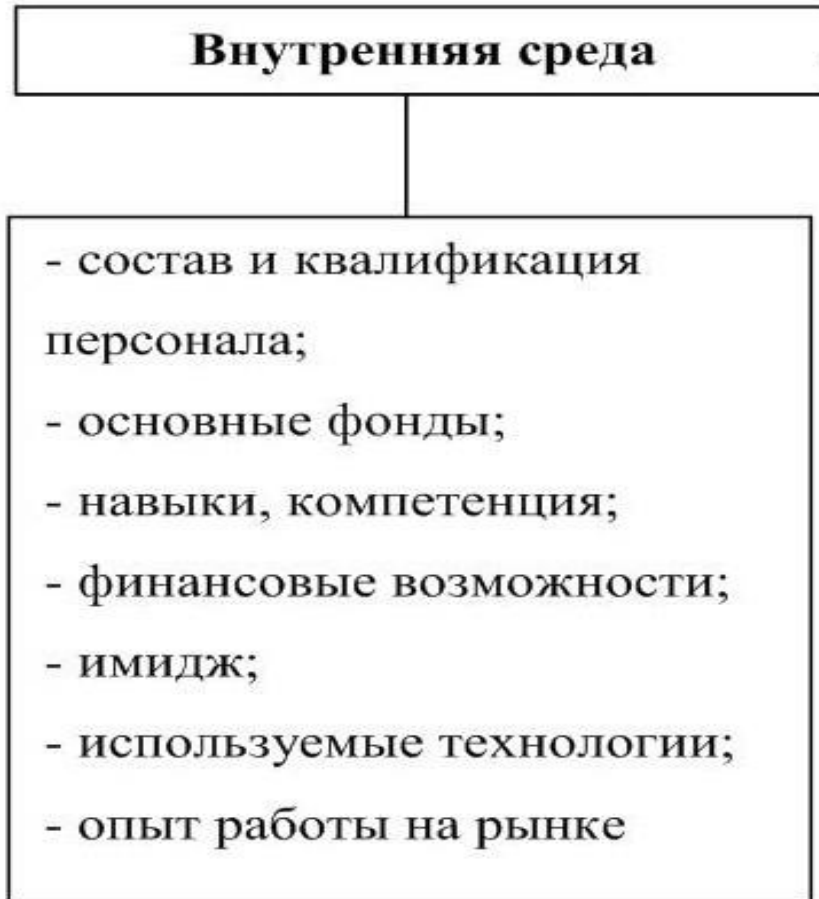 Внутренняя среда
- состав и квалификация
персонала;
- основные фонды;
- навыки, компетенция;
- финансовые возможности;
- имидж;
- используемые технологии;
- опыт работы на рынке